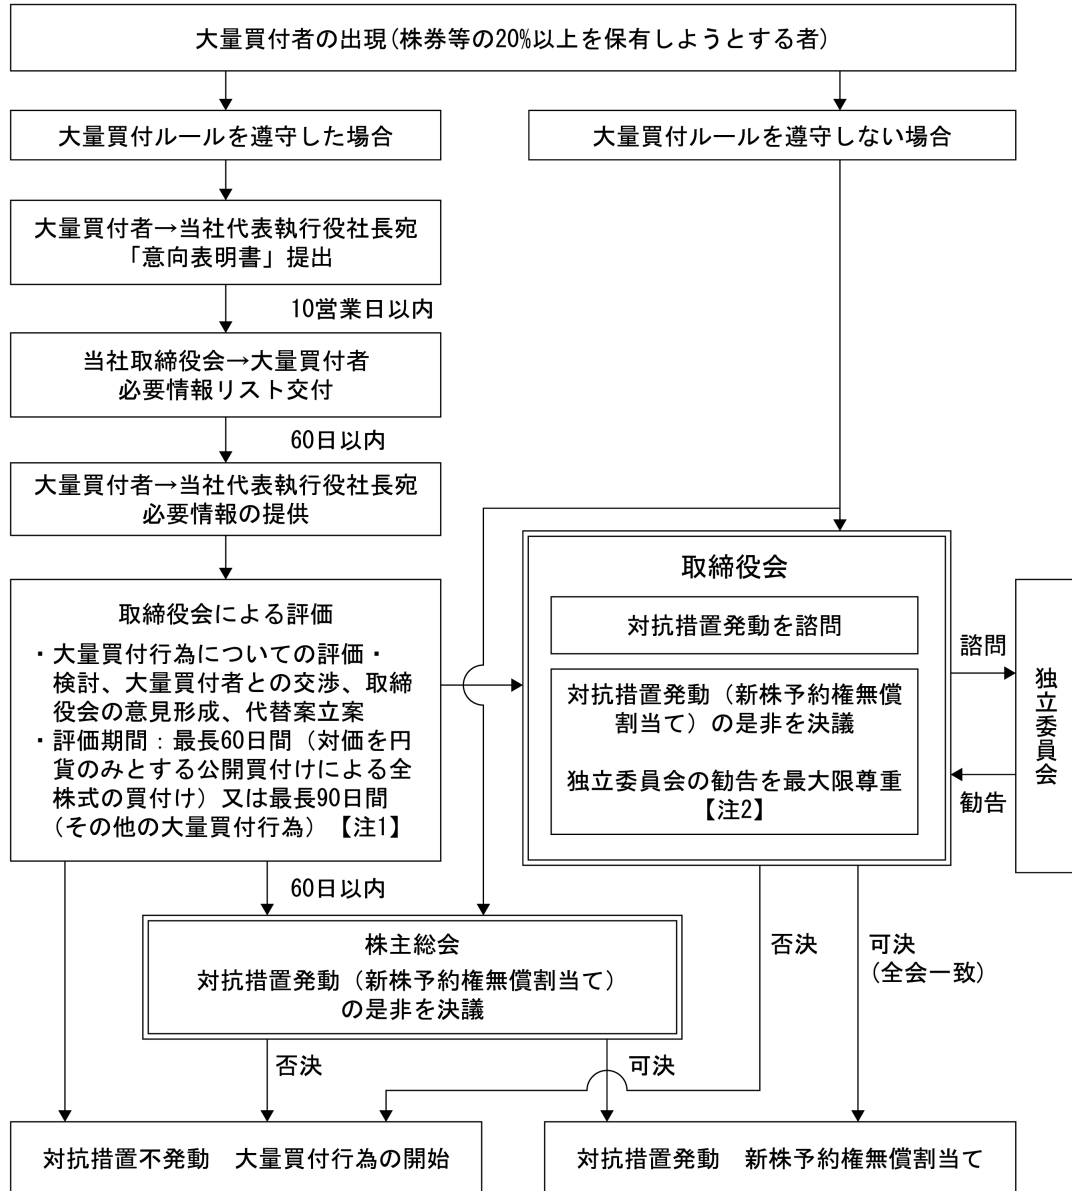 大量買付者の出現(株券等の20%以上を保有しようとする者)
大量買付ルールを遵守した場合
大量買付ルールを遵守しない場合
大量買付者→当社代表執行役社長宛
「意向表明書」提出
10営業日以内
当社取締役会→大量買付者
必要情報リスト交付
60日以内
大量買付者→当社代表執行役社長宛
必要情報の提供
取締役会による評価
・大量買付行為についての評価・
検討、大量買付者との交渉、取締
役会の意見形成、代替案立案
・評価期間：最長60日間（対価を円
貨のみとする公開買付けによる全
株式の買付け）又は最長90日間
（その他の大量買付行為）【注1】
取締役会
対抗措置発動を諮問
対抗措置発動（新株予約権無償
割当て）の是非を決議
独立委員会の勧告を最大限尊重
【注2】
諮問
勧告
独立委員会
60日以内
株主総会
対抗措置発動（新株予約権無償割当て）
の是非を決議
否決
可決
(全会一致)
否決
可決
対抗措置不発動　大量買付行為の開始
対抗措置発動　新株予約権無償割当て